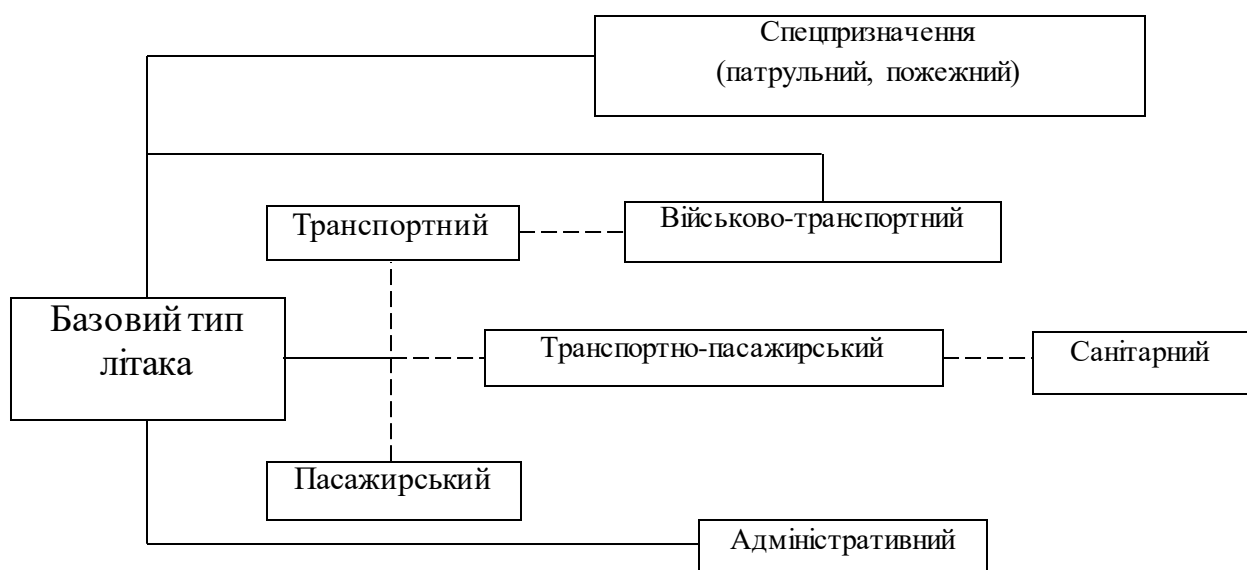 Спецпризначення
(патрульний, пожежний)
Транспортний
Військово-транспортний
Базовий тип
літака
Транспортно-пасажирський
Санітарний
Пасажирський
Адміністративний